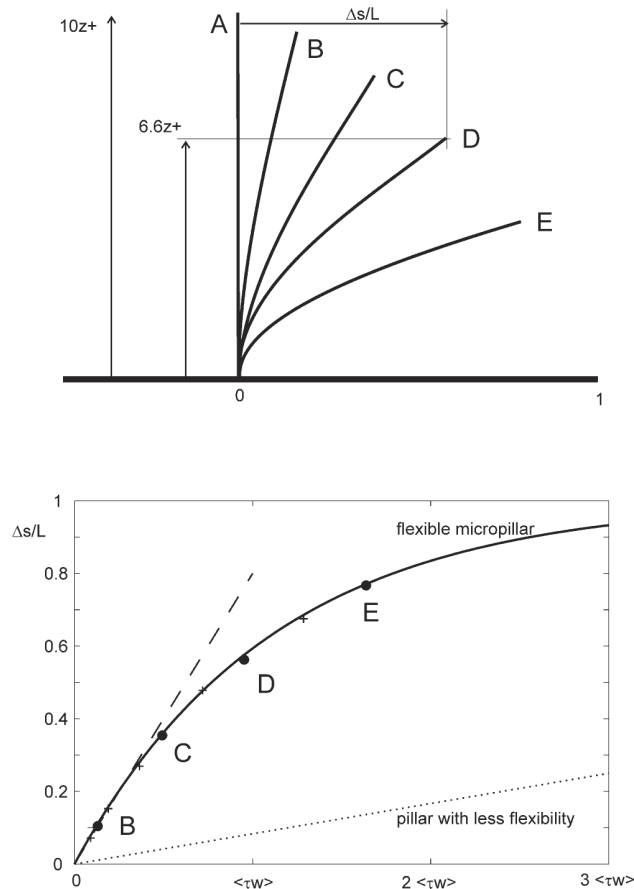 10z+
A
Δs/L
B
C
6.6z+
D
E
0
1
1
Δs/L
flexible micropillar
0.8
E
0.6
D
0.4
C
0.2
B
pillar with less flexibility
0
0
<τw>
2 <τw>
3 <τw>